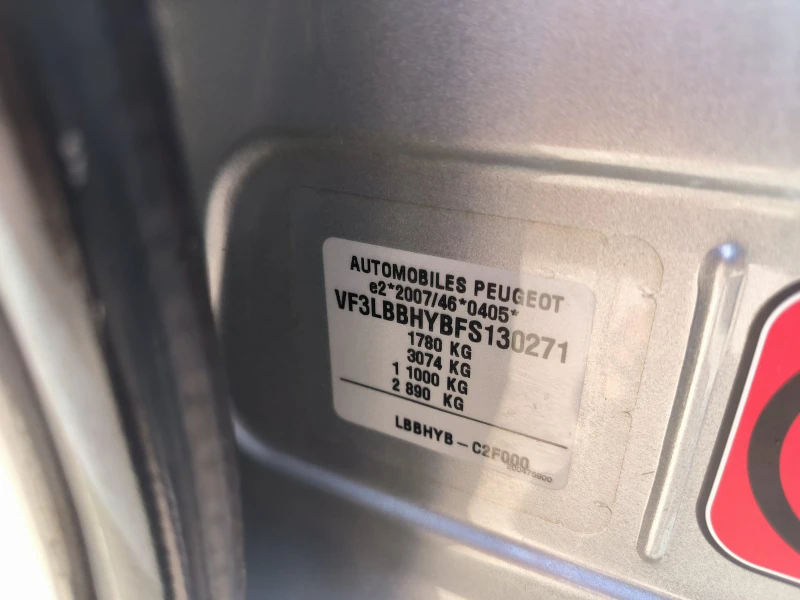 AUTOMOBILES PEUGEOT
e2*2007/46*0405*
VF3LBBHYBFS130271
1780 KG
3074 KG
1 1000 KG
2 890 KG
LBBHYB - C2F000